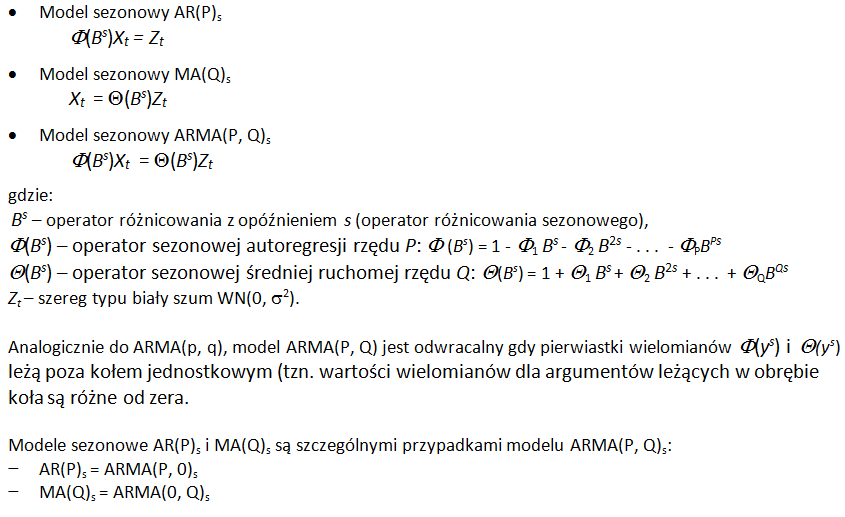 • Model sezonowy AR(P)ₛ
Φ(Bˢ)Xₜ = Zₜ
• Model sezonowy MA(Q)ₛ
Xₜ = Θ(Bˢ)Zₜ
• Model sezonowy ARMA(P, Q)ₛ
Φ(Bˢ)Xₜ = Θ(Bˢ)Zₜ
gdzie:
Bˢ – operator różnicowania z opóźnieniem s (operator różnicowania sezonowego),
Φ(Bˢ) – operator sezonowej autoregresji rzędu P: Φ (Bˢ) = 1 - Φ₁ Bˢ - Φ₂ B²ˢ - . . . - Φ_PB^Ps
Θ(Bˢ) – operator sezonowej średniej ruchomej rzędu Q: Θ(Bˢ) = 1 + Θ₁ Bˢ + Θ₂ B²ˢ + . . . + Θ_QB^Qs
Zₜ – szereg typu biały szum WN(0, σ²).
Analogicznie do ARMA(p, q), model ARMA(P, Q) jest odwracalny gdy pierwiastki wielomianów Φ(yˢ) i Θ(yˢ)
leżą poza kołem jednostkowym (tzn. wartości wielomianów dla argumentów leżących w obrębie
koła są różne od zera.
Modele sezonowe AR(P)ₛ i MA(Q)ₛ są szczególnymi przypadkami modelu ARMA(P, Q)ₛ:
– AR(P)ₛ = ARMA(P, 0)ₛ
– MA(Q)ₛ = ARMA(0, Q)ₛ